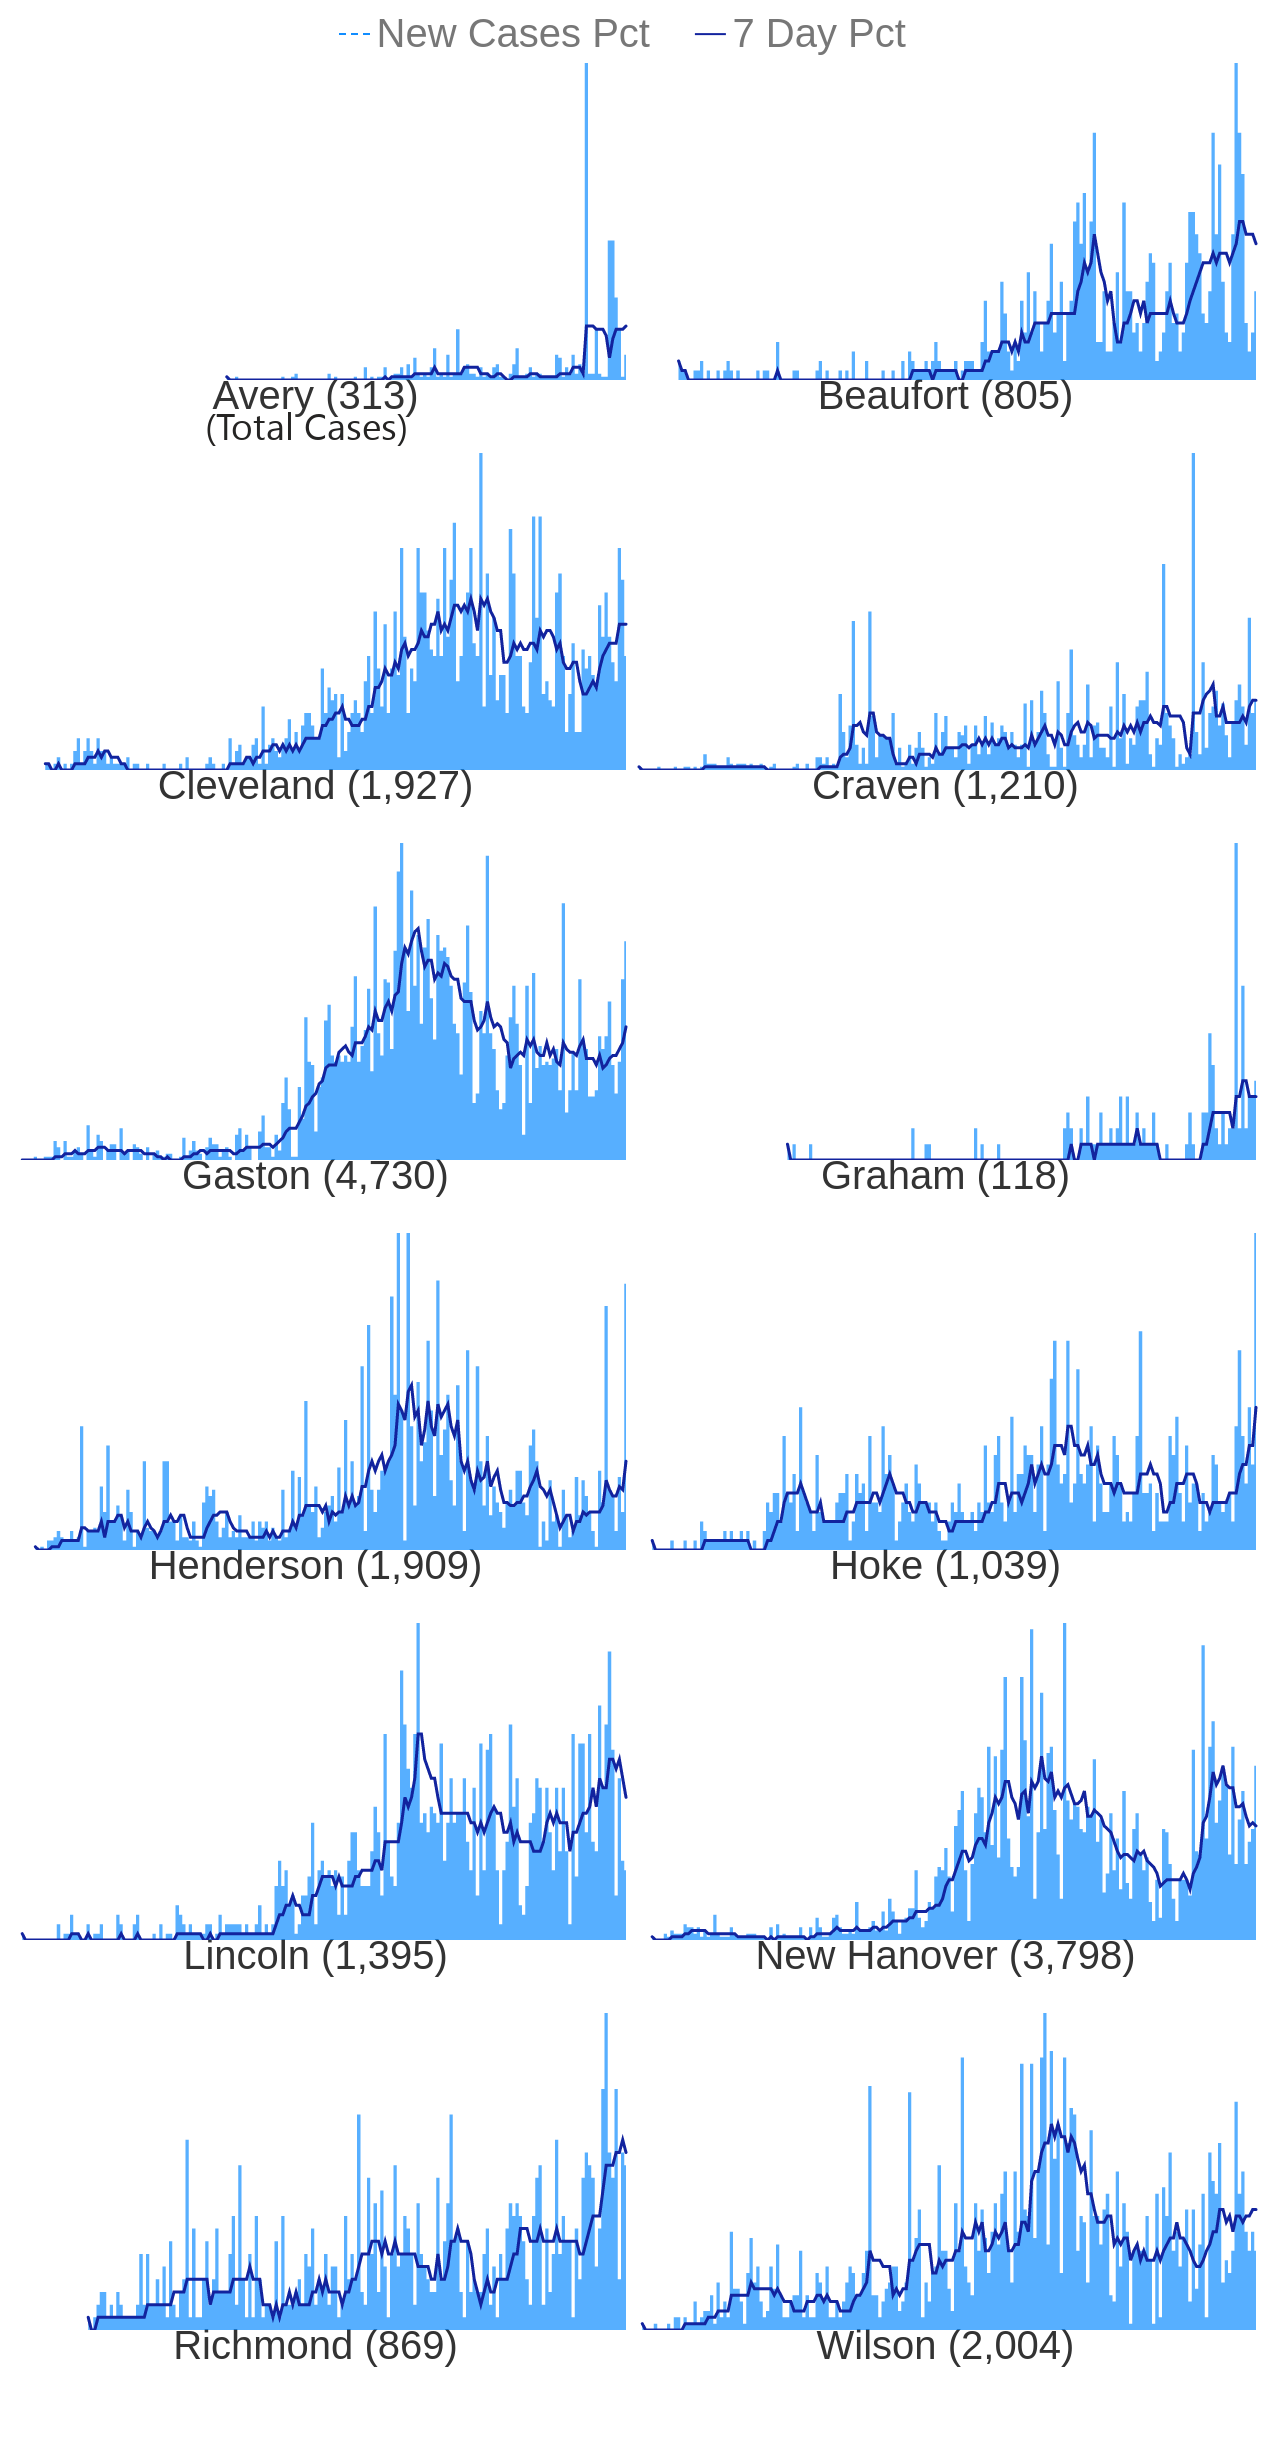 New Cases Pct 7 Day Pct
Avery (313) Beaufort (805)
(Total Cases)
Cleveland (1,927) Craven (1,210)
Gaston (4,730) Graham (118)
Henderson (1,909) Hoke (1,039)
Lincoln (1,395) New Hanover (3,798)
Richmond (869) Wilson (2,004)